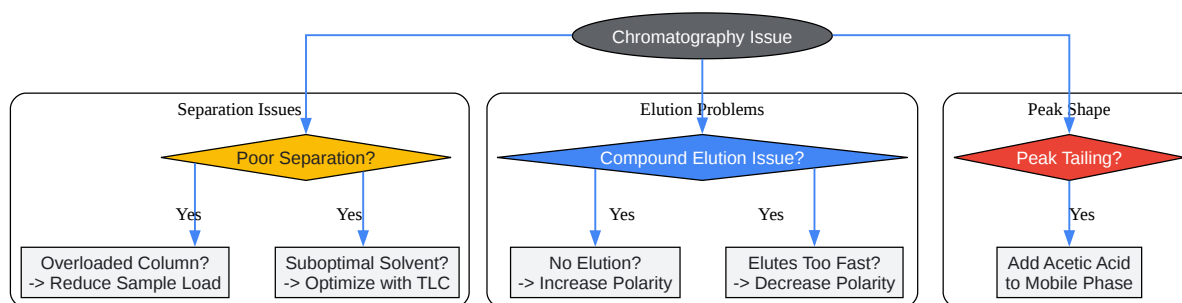 Chromatography Issue
Separation Issues
Elution Problems
Peak Shape
Poor Separation?
Compound Elution Issue?
Peak Tailing?
Yes
Yes
Yes
Yes
Yes
Overloaded Column?
-> Reduce Sample Load
Suboptimal Solvent?
-> Optimize with TLC
No Elution?
-> Increase Polarity
Elutes Too Fast?
-> Decrease Polarity
Add Acetic Acid
to Mobile Phase